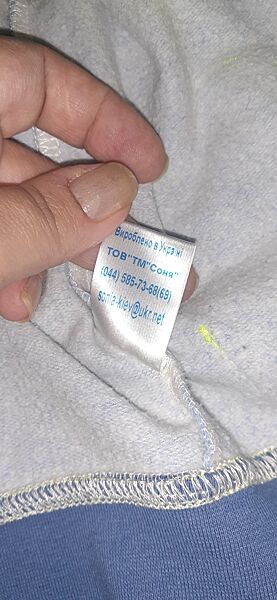 Вироблено в Україні
ТОВ"ТМ"Соня"
(044) 585-73-68(69)
sonia-kiev@ukr.net